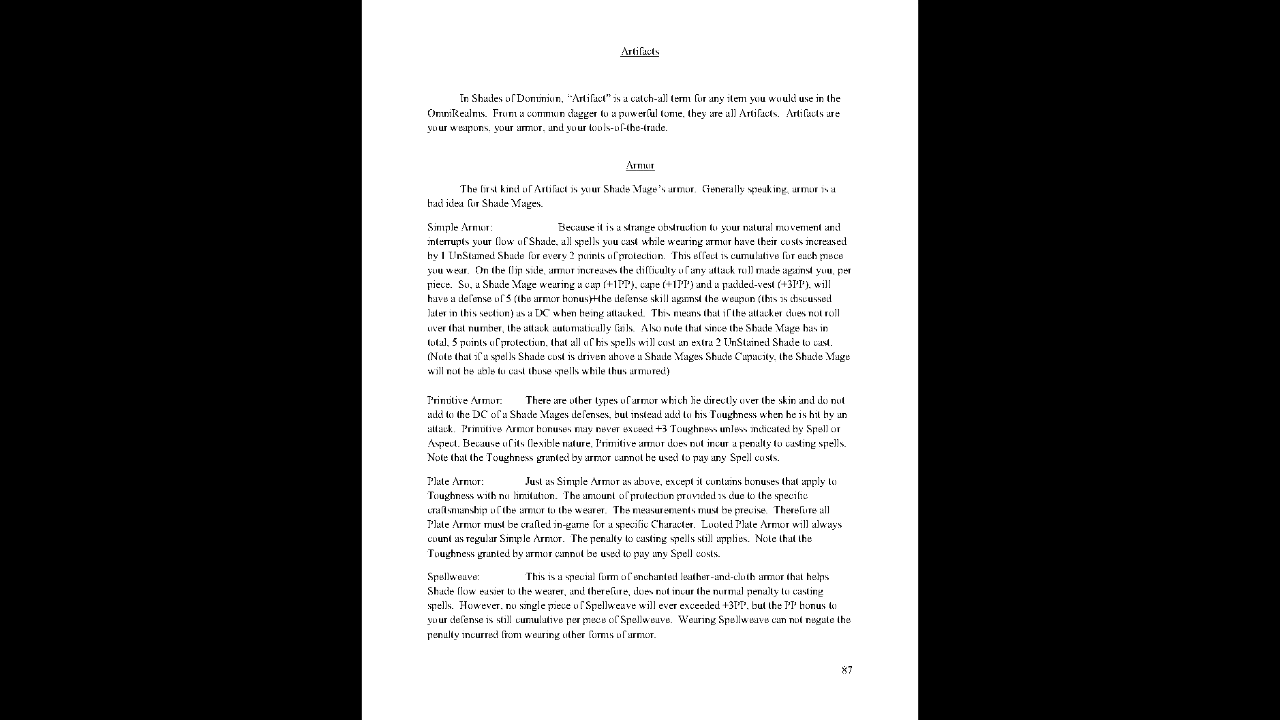 Artifacts
In Shades of Dominion, “Artifact” is a catch-all term for any item you would use in the
OmniRealms. From a common dagger to a powerful tome, they are all Artifacts. Artifacts are
your weapons, your armor, and your tools-of-the-trade.
Armor
The first kind of Artifact is your Shade Mage’s armor. Generally speaking, armor is a
bad idea for Shade Mages.
Simple Armor: Because it is a strange obstruction to your natural movement and
interrupts your flow of Shade, all spells you cast while wearing armor have their costs increased
by 1 UnStained Shade for every 2 points of protection. This effect is cumulative for each piece
you wear. On the flip side, armor increases the difficulty of any attack roll made against you, per
piece. So, a Shade Mage wearing a cap (+1PP), cape (+1PP) and a padded-vest (+3PP), will
have a defense of 5 (the armor bonus)+the defense skill against the weapon (this is discussed
later in this section) as a DC when being attacked. This means that if the attacker does not roll
over that number, the attack automatically fails. Also note that since the Shade Mage has in
total, 5 points of protection, that all of his spells will cost an extra 2 UnStained Shade to cast.
(Note that if a spells Shade cost is driven above a Shade Mages Shade Capacity, the Shade Mage
will not be able to cast those spells while thus armored)
Primitive Armor: There are other types of armor which lie directly over the skin and do not
add to the DC of a Shade Mages defenses, but instead add to his Toughness when he is hit by an
attack. Primitive Armor bonuses may never exceed +3 Toughness unless indicated by Spell or
Aspect. Because of its flexible nature, Primitive armor does not incur a penalty to casting spells.
Note that the Toughness granted by armor cannot be used to pay any Spell costs.
Plate Armor: Just as Simple Armor as above, except it contains bonuses that apply to
Toughness with no limitation. The amount of protection provided is due to the specific
craftsmanship of the armor to the wearer. The measurements must be precise. Therefore all
Plate Armor must be crafted in-game for a specific Character. Looted Plate Armor will always
count as regular Simple Armor. The penalty to casting spells still applies. Note that the
Toughness granted by armor cannot be used to pay any Spell costs.
Spellweave: This is a special form of enchanted leather-and-cloth armor that helps
Shade flow easier to the wearer, and therefore, does not incur the normal penalty to casting
spells. However, no single piece of Spellweave will ever exceeded +3PP, but the PP bonus to
your defense is still cumulative per piece of Spellweave. Wearing Spellweave can not negate the
penalty incurred from wearing other forms of armor.
87